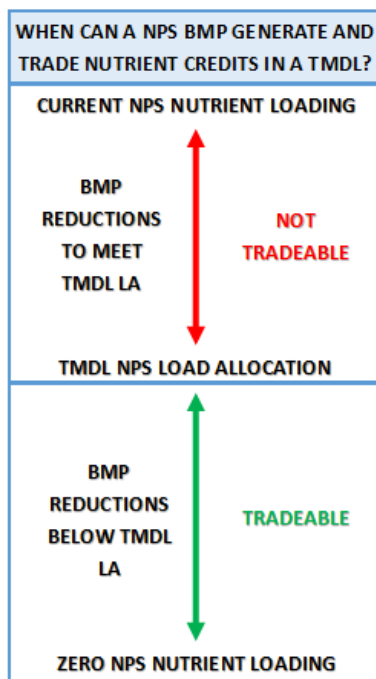 WHEN CAN A NPS BMP GENERATE AND
TRADE NUTRIENT CREDITS IN A TMDL?
CURRENT NPS NUTRIENT LOADING
BMP
REDUCTIONS
TO MEET
TMDL LA
NOT
TRADEABLE
TMDL NPS LOAD ALLOCATION
BMP
REDUCTIONS
BELOW TMDL
LA
TRADEABLE
ZERO NPS NUTRIENT LOADING